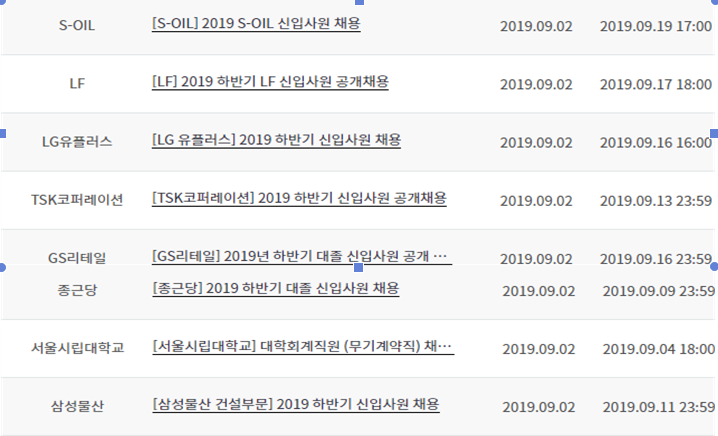 S-OIL [S-OIL] 2019 S-OIL 신입사원 채용 2019.09.02 2019.09.19 17:00
LF [LF] 2019 하반기 LF 신입사원 공개채용 2019.09.02 2019.09.17 18:00
LG유플러스 [LG 유플러스] 2019 하반기 신입사원 채용 2019.09.02 2019.09.16 16:00
TSK코퍼레이션 [TSK코퍼레이션] 2019 하반기 신입사원 공개채용 2019.09.02 2019.09.13 23:59
GS리테일 [GS리테일] 2019년 하반기 대졸 신입사원 공개 … 2019.09.02 2019.09.16 23:59
종근당 [종근당] 2019 하반기 대졸 신입사원 채용 2019.09.02 2019.09.09 23:59
서울시립대학교 [서울시립대학교] 대학회계직원 (무기계약직) 채… 2019.09.02 2019.09.04 18:00
삼성물산 [삼성물산 건설부문] 2019 하반기 신입사원 채용 2019.09.02 2019.09.11 23:59